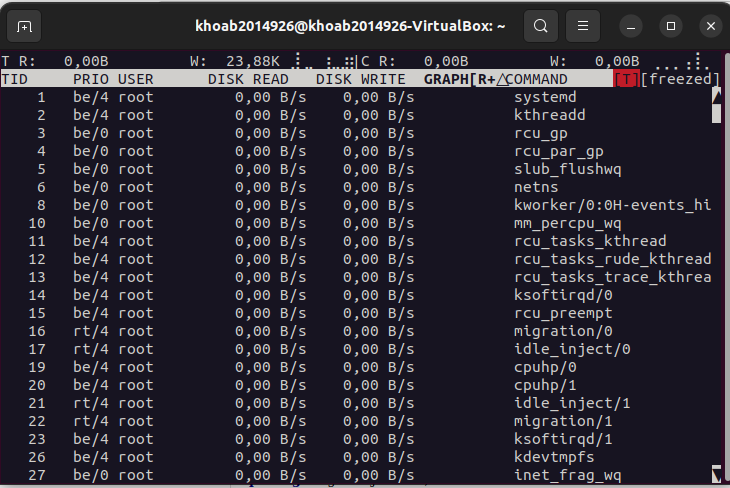 khoab2014926@khoab2014926-VirtualBox: ~
T R: 0,00B W: 23,88K |C R: 0,00B W: 0,00B
TID PRIO USER DISK READ DISK WRITE GRAPH[R+△COMMAND [T][freezed]
1 be/4 root 0,00 B/s 0,00 B/s systemd
2 be/4 root 0,00 B/s 0,00 B/s kthreadd
3 be/0 root 0,00 B/s 0,00 B/s rcu_gp
4 be/0 root 0,00 B/s 0,00 B/s rcu_par_gp
5 be/0 root 0,00 B/s 0,00 B/s slub_flushwq
6 be/0 root 0,00 B/s 0,00 B/s netns
8 be/0 root 0,00 B/s 0,00 B/s kworker/0:0H-events_hi
10 be/0 root 0,00 B/s 0,00 B/s mm_percpu_wq
11 be/4 root 0,00 B/s 0,00 B/s rcu_tasks_kthread
12 be/4 root 0,00 B/s 0,00 B/s rcu_tasks_rude_kthread
13 be/4 root 0,00 B/s 0,00 B/s rcu_tasks_trace_kthrea
14 be/4 root 0,00 B/s 0,00 B/s ksoftirqd/0
15 be/4 root 0,00 B/s 0,00 B/s rcu_preempt
16 rt/4 root 0,00 B/s 0,00 B/s migration/0
17 rt/4 root 0,00 B/s 0,00 B/s idle_inject/0
19 be/4 root 0,00 B/s 0,00 B/s cpuhp/0
20 be/4 root 0,00 B/s 0,00 B/s cpuhp/1
21 rt/4 root 0,00 B/s 0,00 B/s idle_inject/1
22 rt/4 root 0,00 B/s 0,00 B/s migration/1
23 be/4 root 0,00 B/s 0,00 B/s ksoftirqd/1
26 be/4 root 0,00 B/s 0,00 B/s kdevtmpfs
27 be/0 root 0,00 B/s 0,00 B/s inet_frag_wq